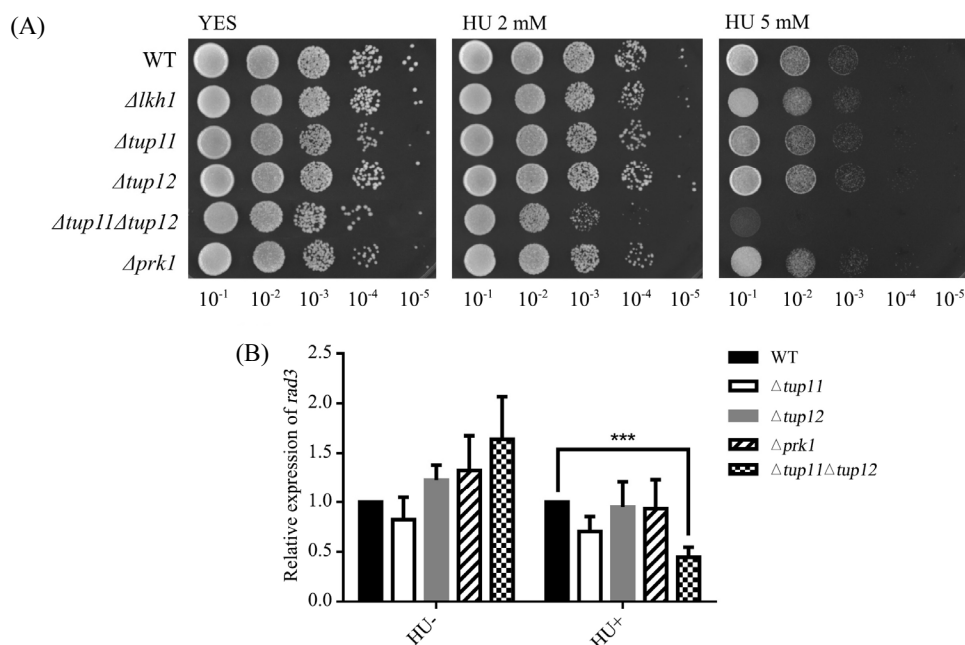 (A)
YES
HU 2 mM
HU 5 mM
WT
Δlkh1
Δtup11
Δtup12
Δtup11Δtup12
Δprk1
10⁻¹ 10⁻² 10⁻³ 10⁻⁴ 10⁻⁵
10⁻¹ 10⁻² 10⁻³ 10⁻⁴ 10⁻⁵
10⁻¹ 10⁻² 10⁻³ 10⁻⁴ 10⁻⁵
(B)
Relative expression of rad3
2.5
2.0
1.5
1.0
0.5
0.0
***
HU-
HU+
WT
△tup11
△tup12
△prk1
△tup11△tup12